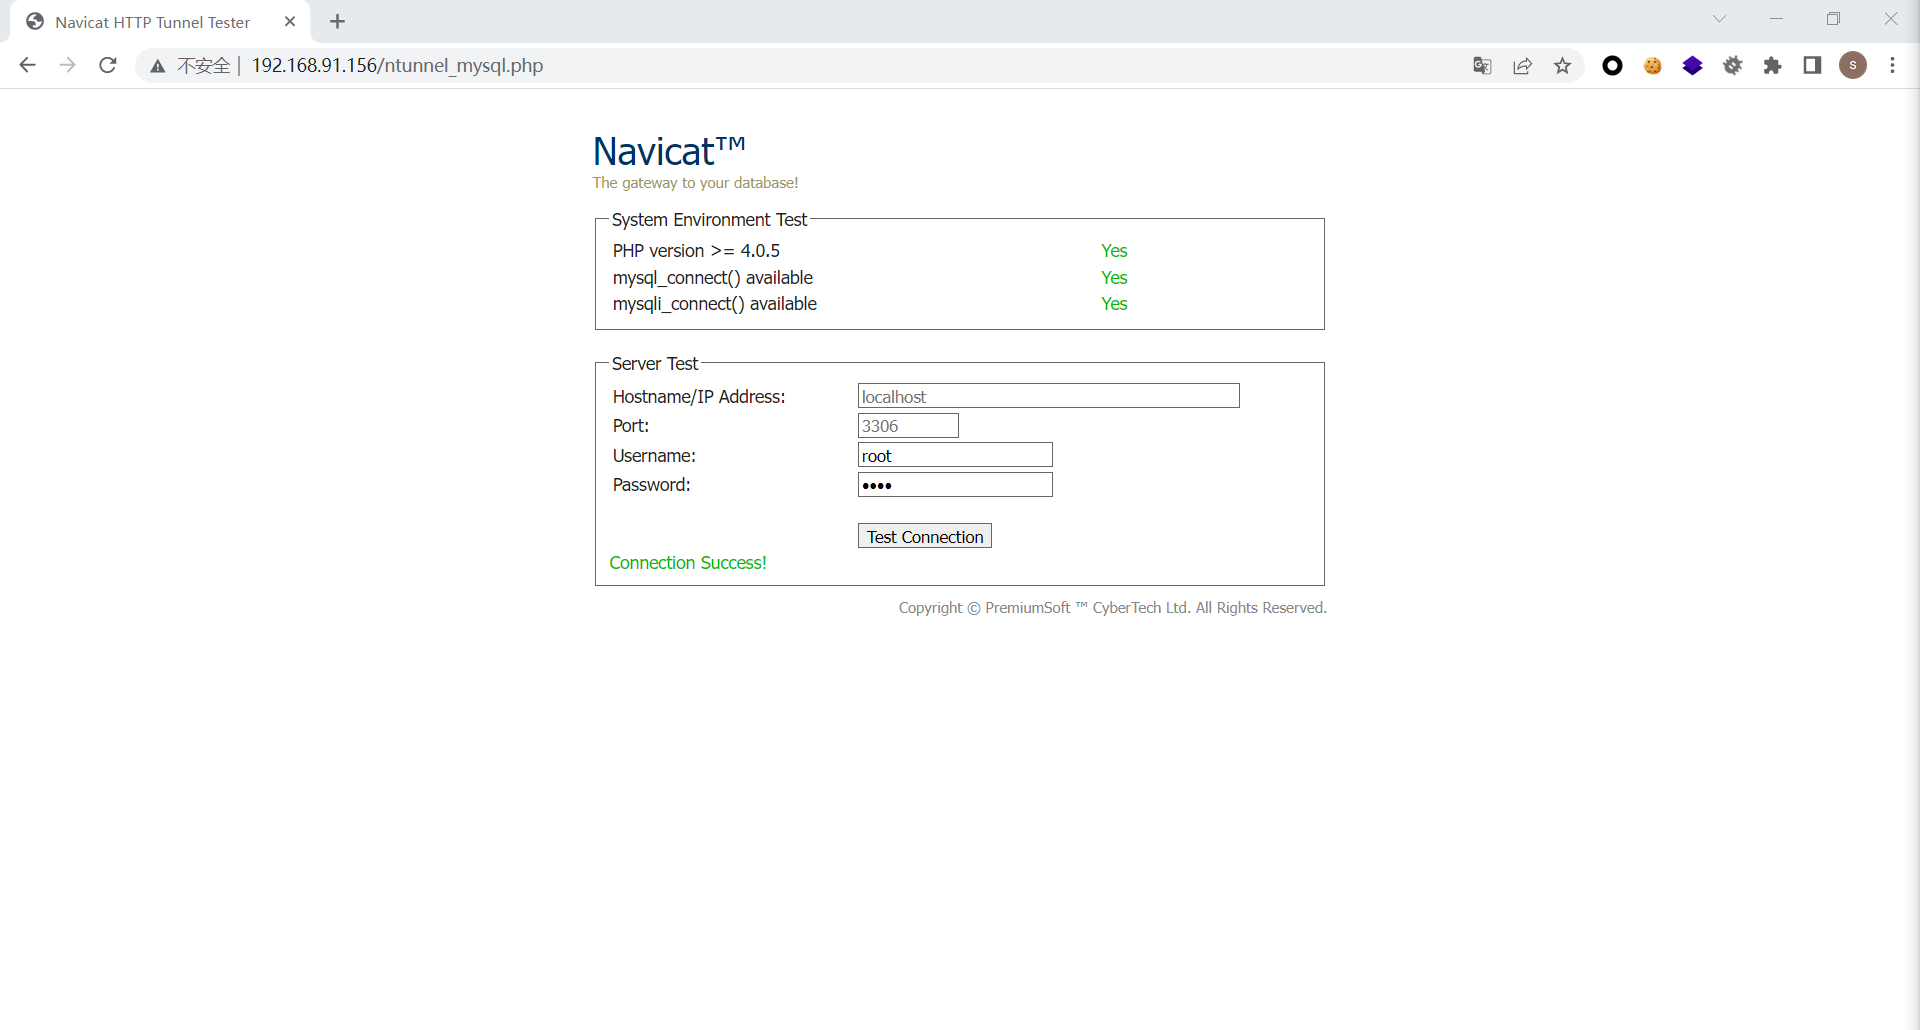 Navicat HTTP Tunnel Tester
不安全 192.168.91.156/ntunnel_mysql.php
S
Navicat™
The gateway to your database!
System Environment Test
PHP version >= 4.0.5 Yes
mysql_connect() available Yes
mysqli_connect() available Yes
Server Test
Hostname/IP Address: localhost
Port: 3306
Username: root
Password: ••••
Test Connection
Connection Success!
Copyright © PremiumSoft ™ CyberTech Ltd. All Rights Reserved.